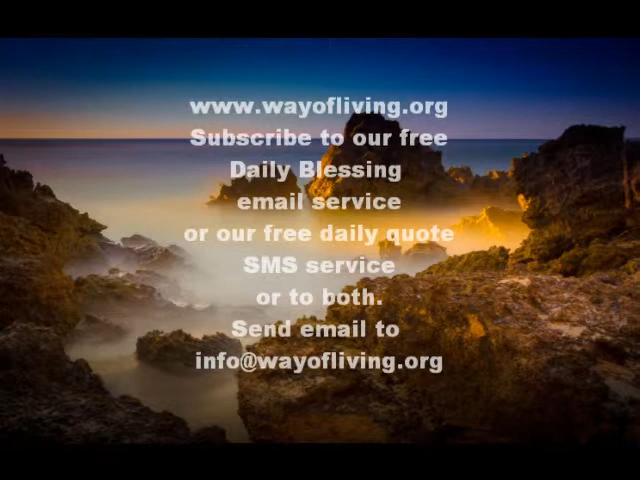 www.wayofliving.org
Subscribe to our free
Daily Blessing
email service
or our free daily quote
SMS service
or to both.
Send email to
info@wayofliving.org